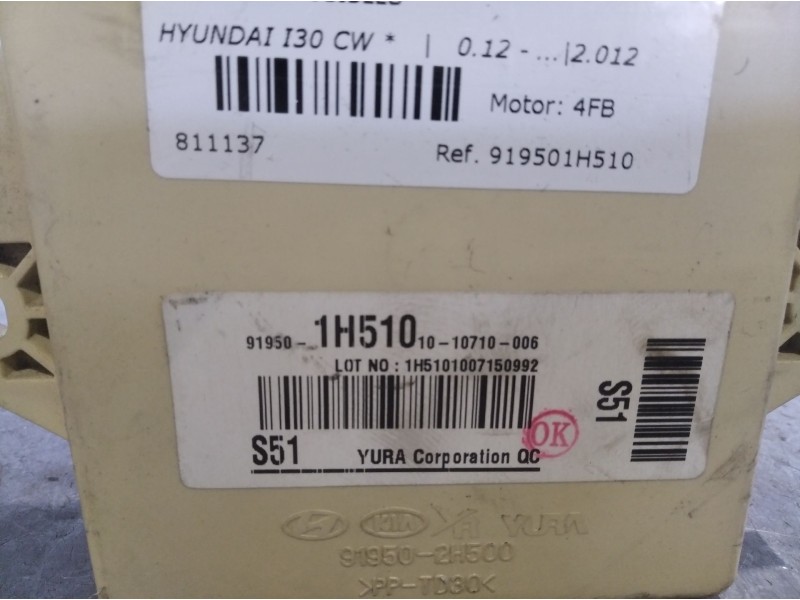 HYUNDAI I30 CW * | 0.12 - ...|2.012
Motor: 4FB
811137
Ref. 919501H510
91950- 1H510 10-10710-006
LOT NO : 1H5101007150992
S51
S51 YURA Corporation QC
OK
KIA YURA
91950-2H500
>PP-TD30<